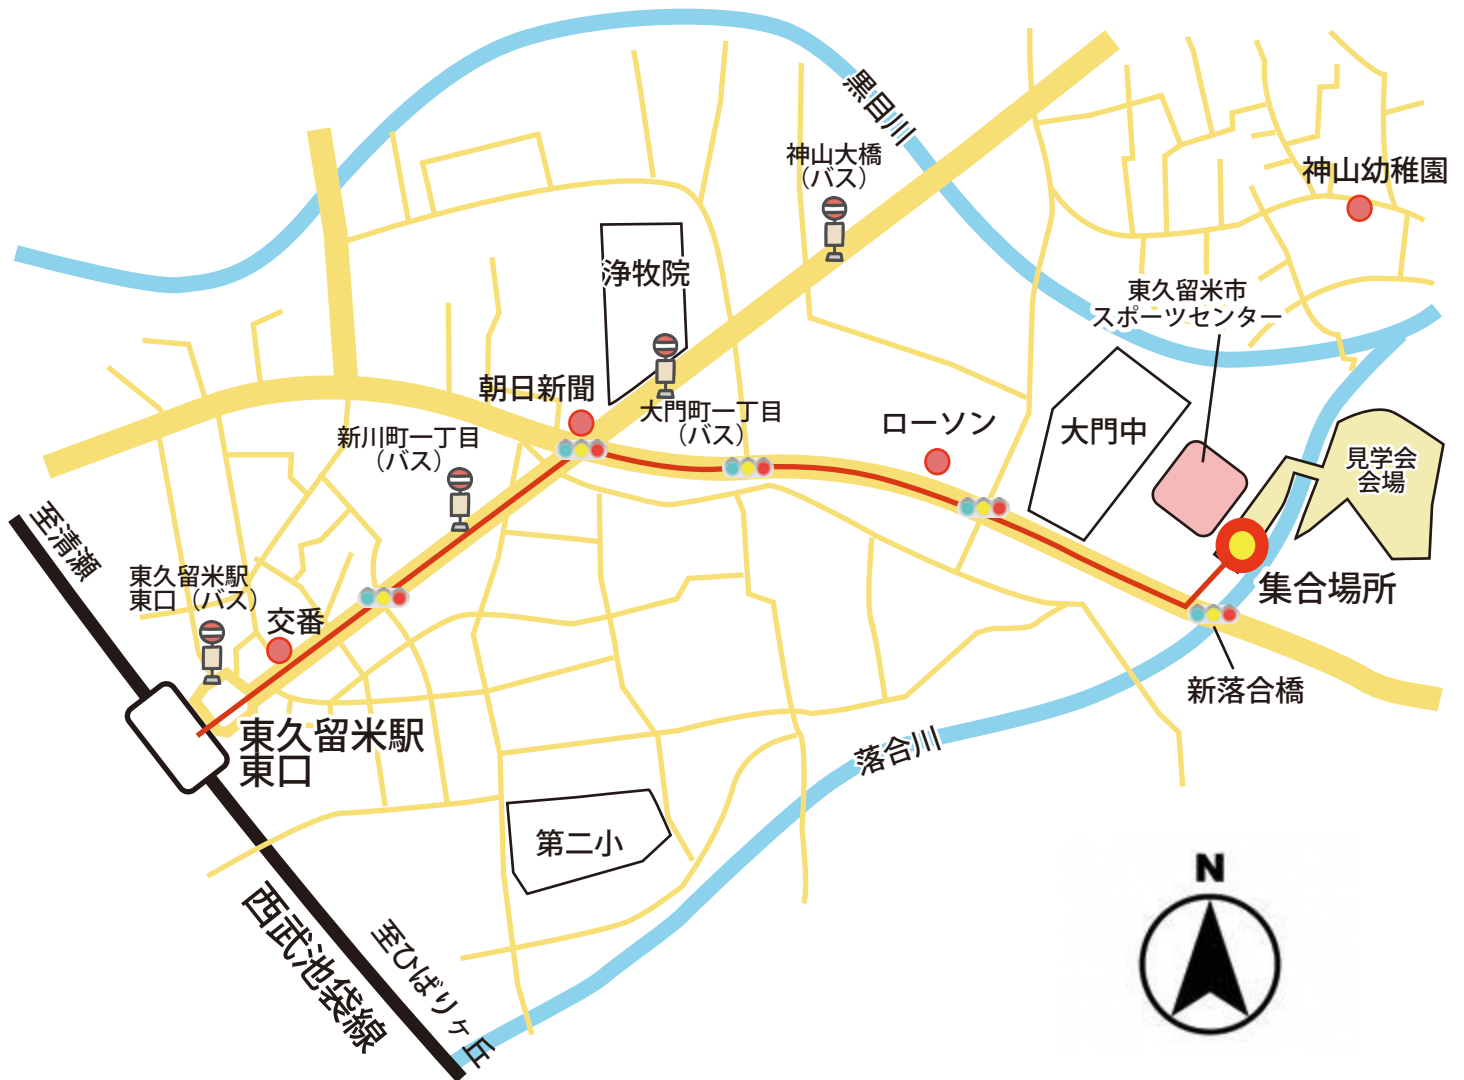 黒目川
神山大橋
（バス）
神山幼稚園
浄牧院
東久留米市
スポーツセンター
朝日新聞
大門町一丁目
（バス）
新川町一丁目
（バス）
ローソン
大門中
見学会
会場
至清瀬
東久留米駅
東口（バス）
交番
集合場所
新落合橋
東久留米駅
東口
落合川
第二小
西武池袋線
至ひばりヶ丘
N